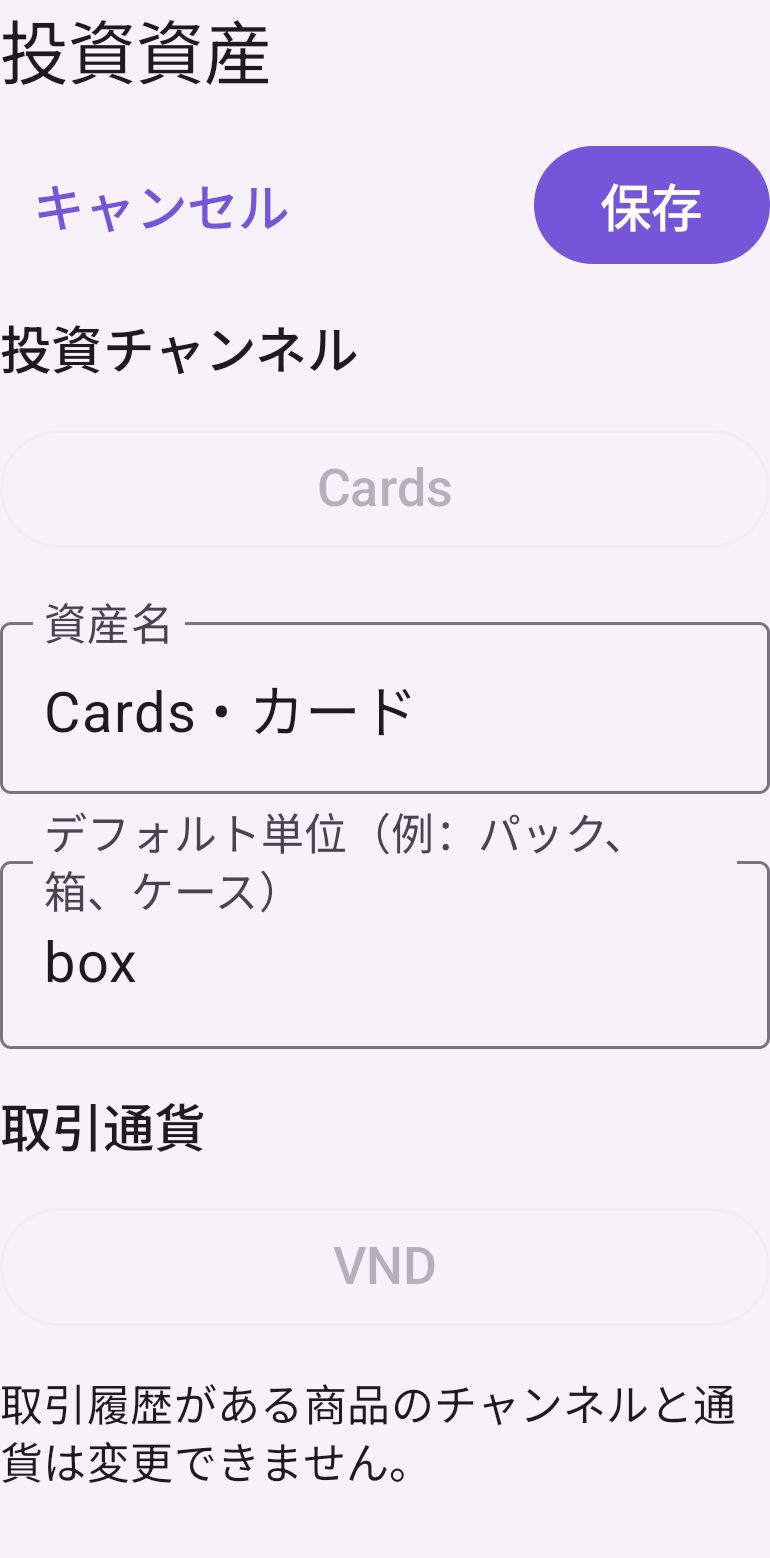 投資資産
キャンセル
保存
投資チャンネル
Cards
資産名
Cards・カード
デフォルト単位（例：パック、
箱、ケース）
box
取引通貨
VND
取引履歴がある商品のチャンネルと通
貨は変更できません。